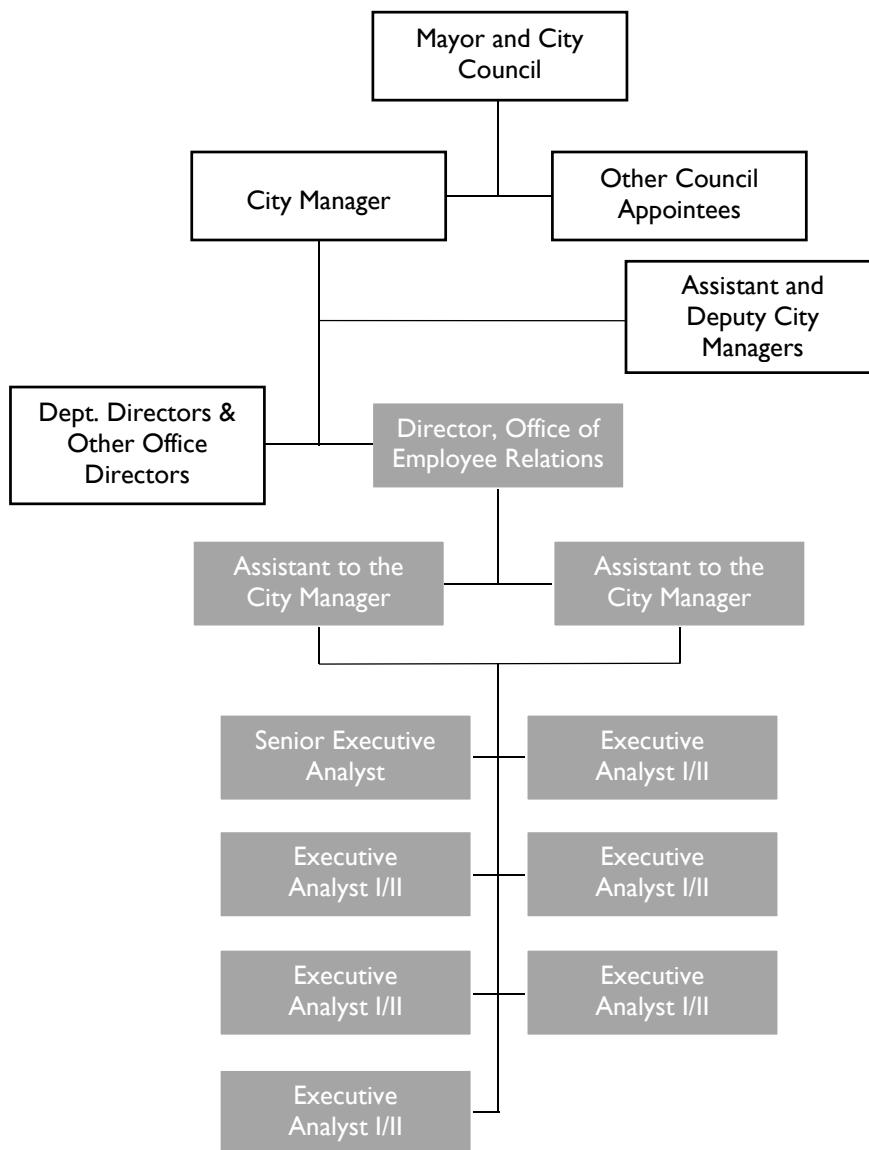 Mayor and City
Council
City Manager
Other Council
Appointees
Assistant and
Deputy City
Managers
Dept. Directors &
Other Office
Directors
Director, Office of
Employee Relations
Assistant to the
City Manager
Assistant to the
City Manager
Senior Executive
Analyst
Executive
Analyst I/II
Executive
Analyst I/II
Executive
Analyst I/II
Executive
Analyst I/II
Executive
Analyst I/II
Executive
Analyst I/II